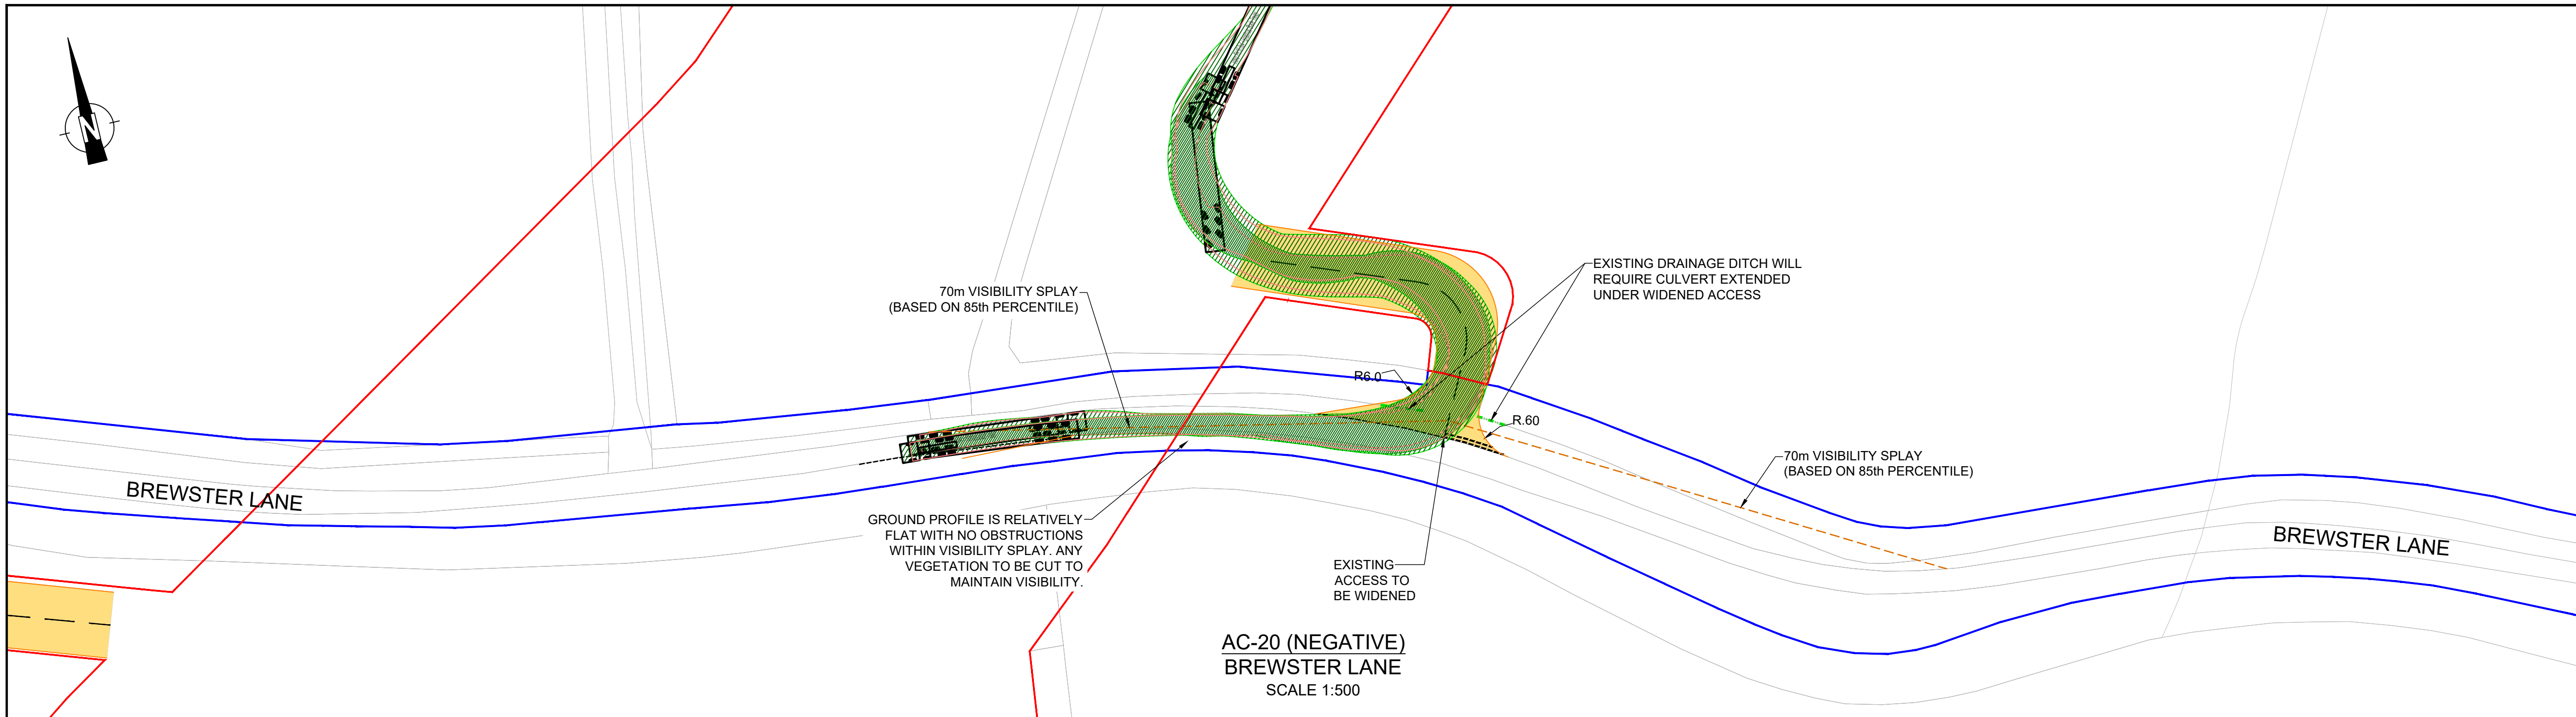 N
70m VISIBILITY SPLAY
(BASED ON 85th PERCENTILE)
EXISTING DRAINAGE DITCH WILL
REQUIRE CULVERT EXTENDED
UNDER WIDENED ACCESS
R6.0
R.60
70m VISIBILITY SPLAY
(BASED ON 85th PERCENTILE)
BREWSTER LANE
GROUND PROFILE IS RELATIVELY
FLAT WITH NO OBSTRUCTIONS
WITHIN VISIBILITY SPLAY. ANY
VEGETATION TO BE CUT TO
MAINTAIN VISIBILITY.
EXISTING
ACCESS TO
BE WIDENED
BREWSTER LANE
AC-20 (NEGATIVE)
BREWSTER LANE
SCALE 1:500